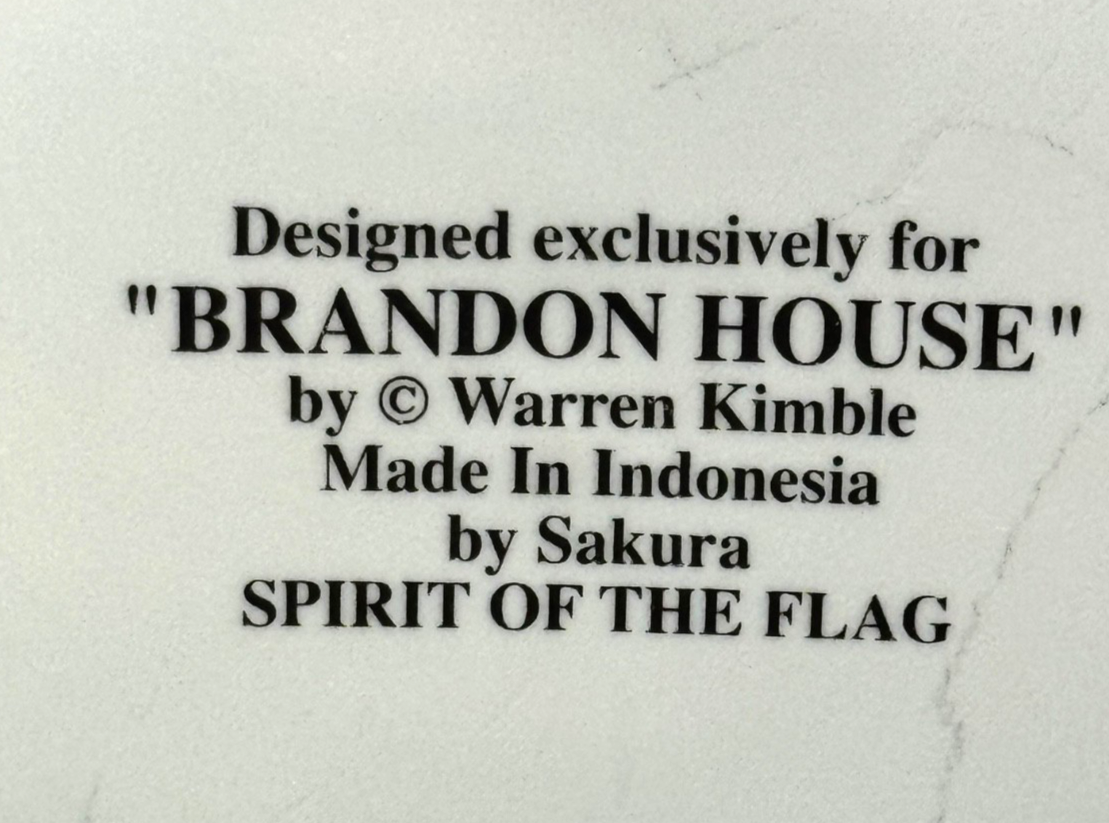 Designed exclusively for
"BRANDON HOUSE"
by © Warren Kimble
Made In Indonesia
by Sakura
SPIRIT OF THE FLAG